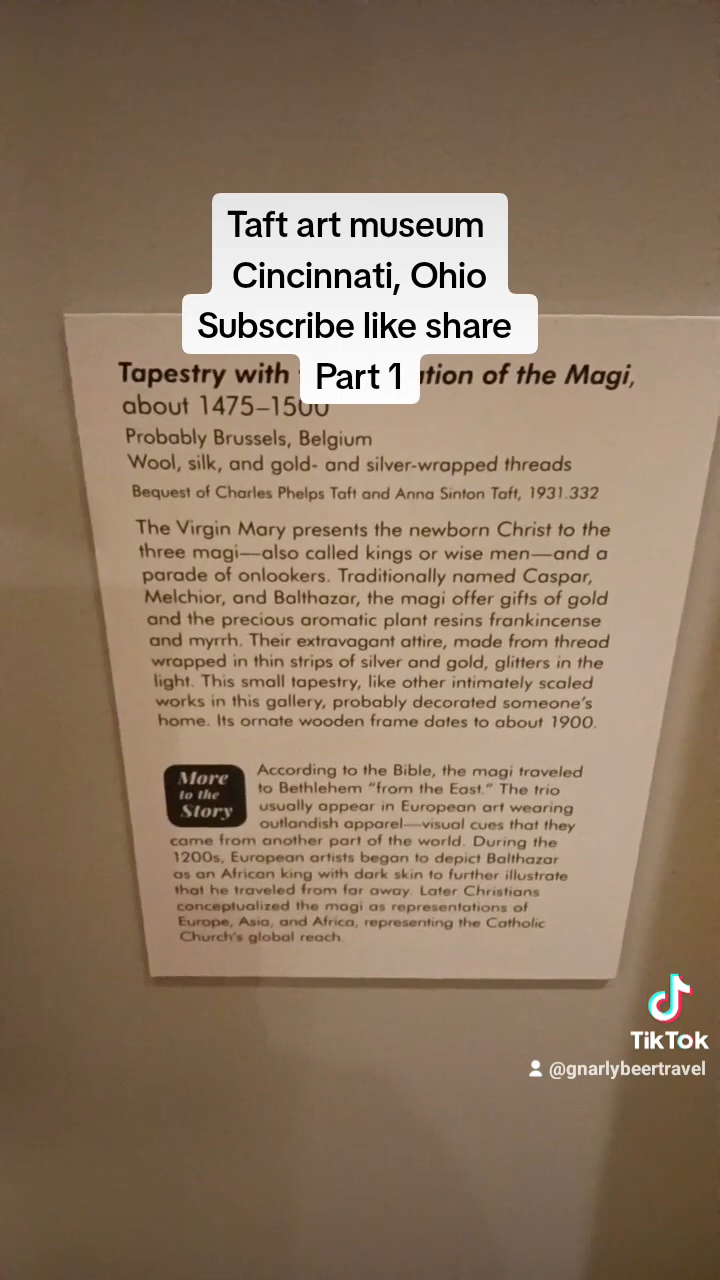 Taft art museum
Cincinnati, Ohio
Subscribe like share
Part 1
Tapestry with ation of the Magi,
about 1475–1500
Probably Brussels, Belgium
Wool, silk, and gold- and silver-wrapped threads
Bequest of Charles Phelps Taft and Anna Sinton Taft, 1931.332
The Virgin Mary presents the newborn Christ to the
three magi—also called kings or wise men—and a
parade of onlookers. Traditionally named Caspar,
Melchior, and Balthazar, the magi offer gifts of gold
and the precious aromatic plant resins frankincense
and myrrh. Their extravagant attire, made from thread
wrapped in thin strips of silver and gold, glitters in the
light. This small tapestry, like other intimately scaled
works in this gallery, probably decorated someone's
home. Its ornate wooden frame dates to about 1900.
More
to the
Story
According to the Bible, the magi traveled
to Bethlehem “from the East.” The trio
usually appear in European art wearing
outlandish apparel—visual cues that they
came from another part of the world. During the
1200s, European artists began to depict Balthazar
as an African king with dark skin to further illustrate
that he traveled from far away. Later Christians
conceptualized the magi as representations of
Europe, Asia, and Africa, representing the Catholic
Church's global reach.
TikTok
@gnarlybeertravel